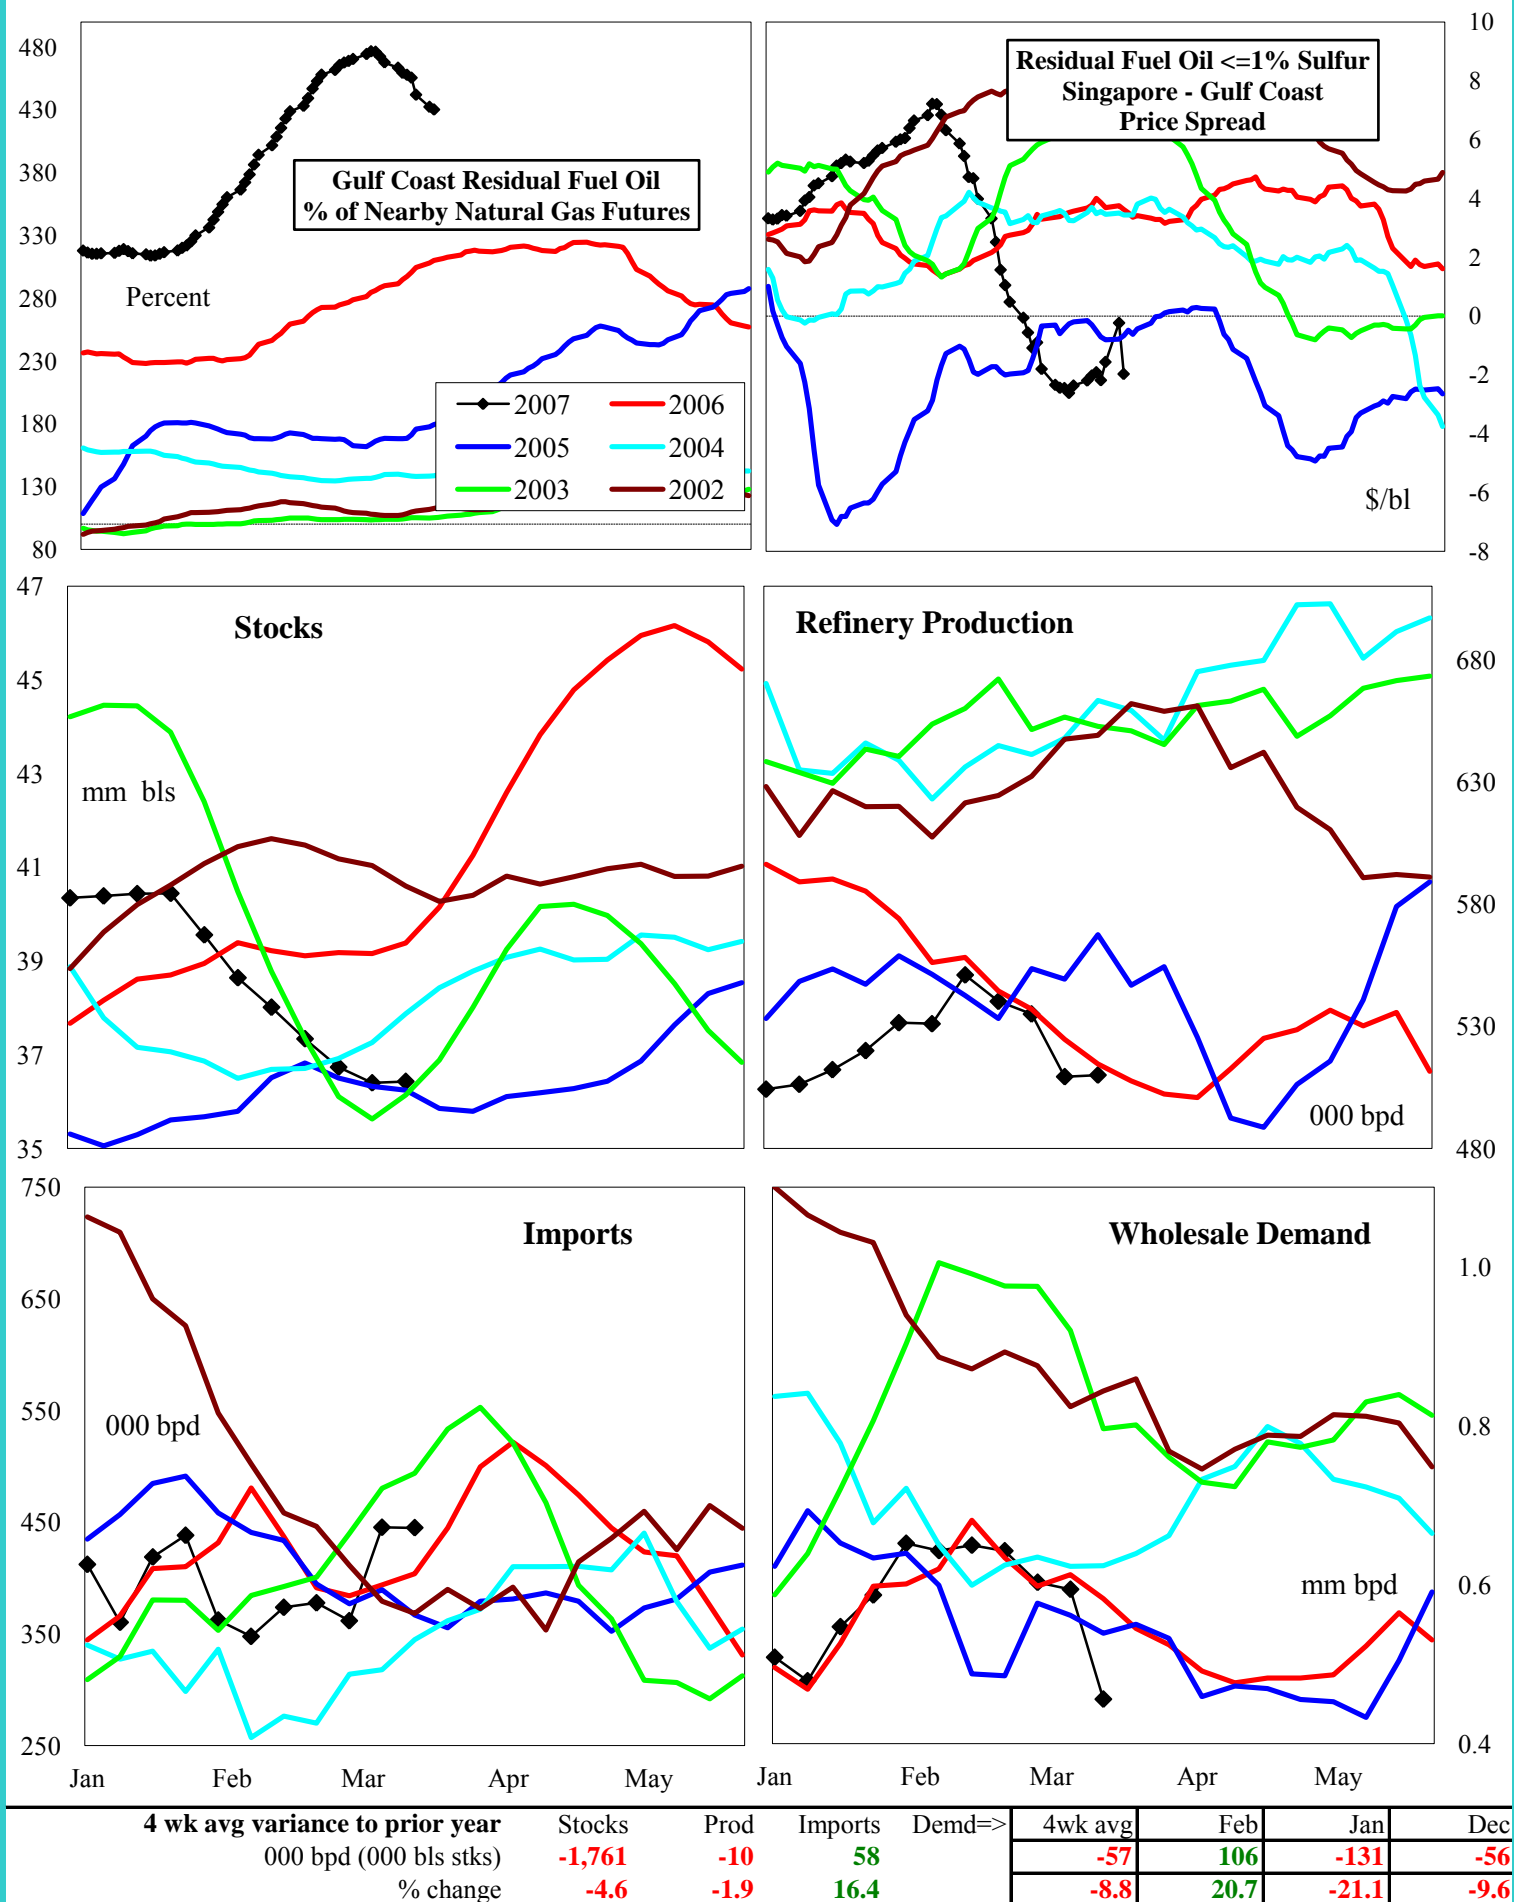 480
430
380
330
280
230
180
130
80
Gulf Coast Residual Fuel Oil
% of Nearby Natural Gas Futures
Percent
2007 2006
2005 2004
2003 2002
Residual Fuel Oil <=1% Sulfur
Singapore - Gulf Coast
Price Spread
$/bl
10
8
6
4
2
0
-2
-4
-6
-8
47
45
43
41
39
37
35
Stocks
mm bls
Refinery Production
000 bpd
680
630
580
530
480
750
650
550
450
350
250
Imports
000 bpd
Jan Feb Mar Apr May
Wholesale Demand
mm bpd
1.0
0.8
0.6
0.4
Jan Feb Mar Apr May
4 wk avg variance to prior year Stocks Prod Imports Demd=> 4wk avg Feb Jan Dec
000 bpd (000 bls stks) -1,761 -10 58 -57 106 -131 -56
% change -4.6 -1.9 16.4 -8.8 20.7 -21.1 -9.6